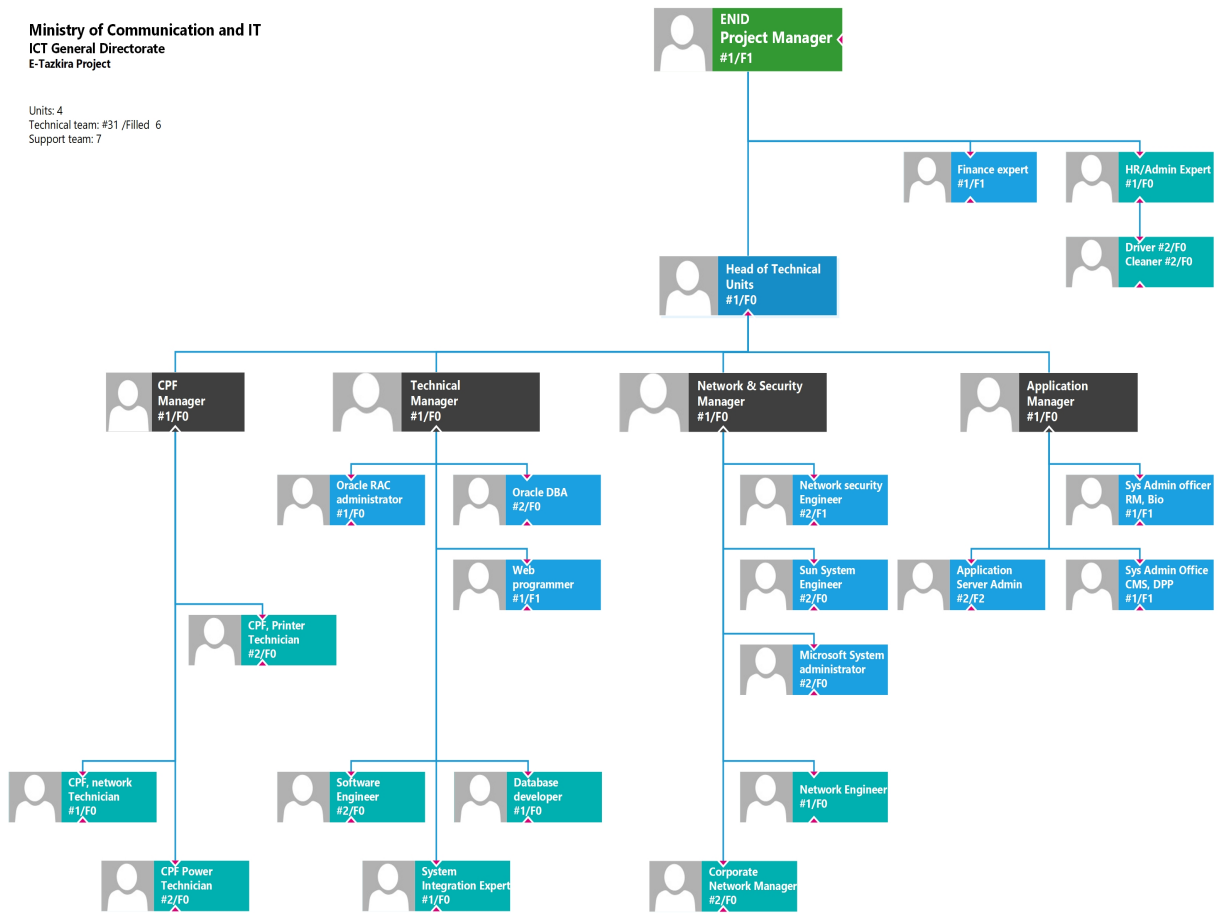 Ministry of Communication and IT
ICT General Directorate
E-Tazkira Project
Units: 4
Technical team: #31 /Filled  6
Support team: 7
ENID
Project Manager
#1/F1
Finance expert
#1/F1
HR/Admin Expert
#1/F0
Driver #2/F0
Cleaner #2/F0
Head of Technical
Units
#1/F0
CPF
Manager
#1/F0
Technical
Manager
#1/F0
Network & Security
Manager
#1/F0
Application
Manager
#1/F0
Oracle RAC
administrator
#1/F0
Oracle DBA
#2/F0
Network security
Engineer
#2/F1
Sys Admin officer
RM, Bio
#1/F1
Web
programmer
#1/F1
Sun System
Engineer
#2/F0
Application
Server Admin
#2/F2
Sys Admin Office
CMS, DPP
#1/F1
CPF, Printer
Technician
#2/F0
Microsoft System
administrator
#2/F0
CPF, network
Technician
#1/F0
Software
Engineer
#2/F0
Database
developer
#1/F0
Network Engineer
#1/F0
CPF Power
Technician
#2/F0
System
Integration Expert
#1/F0
Corporate
Network Manager
#2/F0